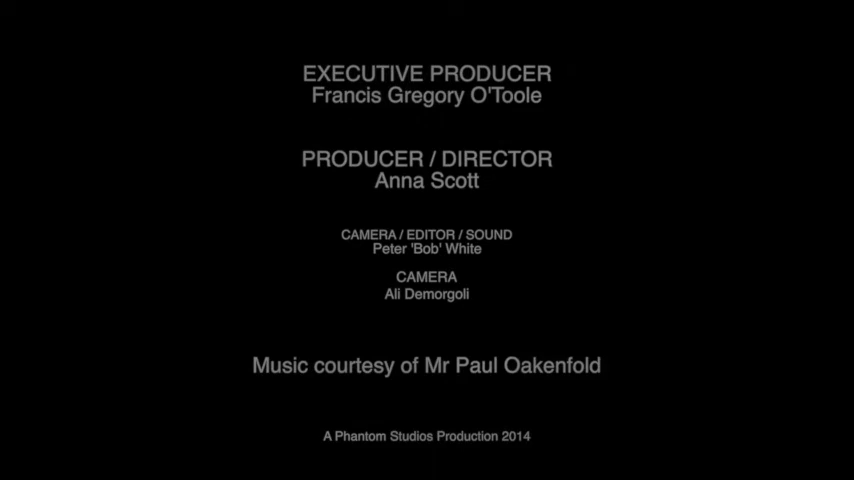 EXECUTIVE PRODUCER
Francis Gregory O'Toole
PRODUCER / DIRECTOR
Anna Scott
CAMERA / EDITOR / SOUND
Peter 'Bob' White
CAMERA
Ali Demorgoli
Music courtesy of Mr Paul Oakenfold
A Phantom Studios Production 2014